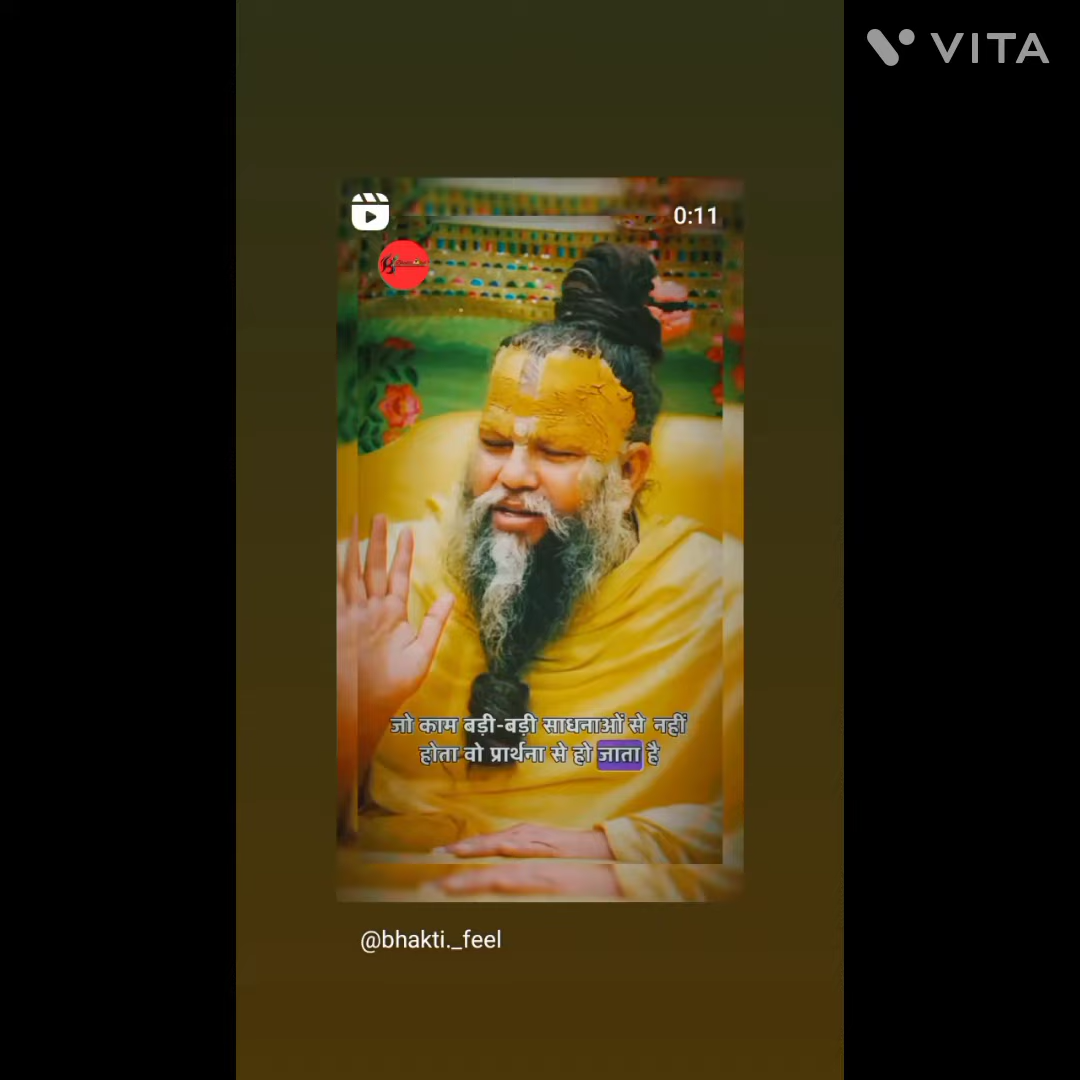 VITA
0:11
जो काम बड़ी-बड़ी साधनाओं से नहीं
होता वो प्रार्थना से हो जाता है
@bhakti._feel